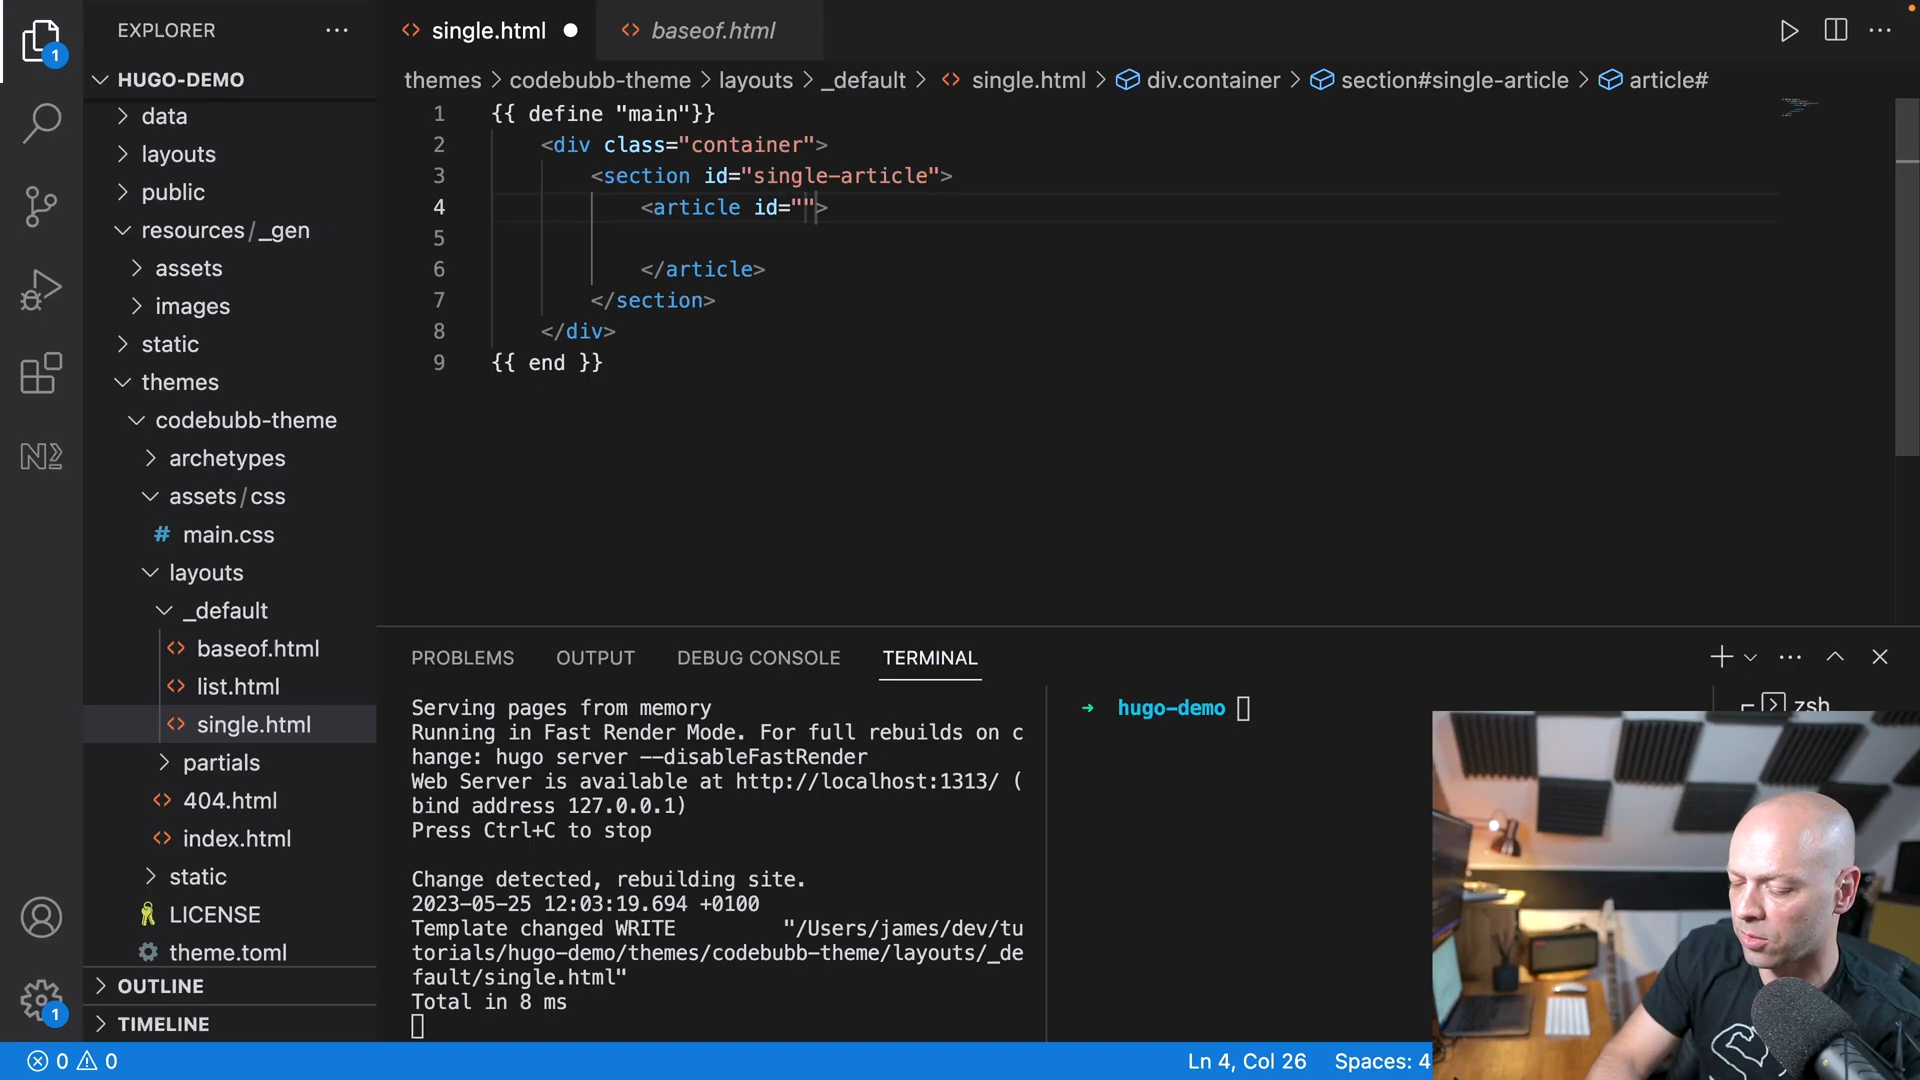 EXPLORER
HUGO-DEMO
data
layouts
public
resources/_gen
assets
images
static
themes
codebubb-theme
archetypes
assets/css
# main.css
layouts
_default
baseof.html
list.html
single.html
partials
404.html
index.html
static
LICENSE
theme.toml
OUTLINE
TIMELINE
1
1
single.html
baseof.html
themes > codebubb-theme > layouts > _default > single.html > div.container > section#single-article > article#
1 {{ define "main"}}
2 <div class="container">
3 <section id="single-article">
4 <article id="">
5
6 </article>
7 </section>
8 </div>
9 {{ end }}
PROBLEMS OUTPUT DEBUG CONSOLE TERMINAL
Serving pages from memory
Running in Fast Render Mode. For full rebuilds on c
hange: hugo server --disableFastRender
Web Server is available at http://localhost:1313/ (
bind address 127.0.0.1)
Press Ctrl+C to stop
Change detected, rebuilding site.
2023-05-25 12:03:19.694 +0100
Template changed WRITE "/Users/james/dev/tu
torials/hugo-demo/themes/codebubb-theme/layouts/_de
fault/single.html"
Total in 8 ms
→ hugo-demo
zsh
0 0
Ln 4, Col 26 Spaces: 4